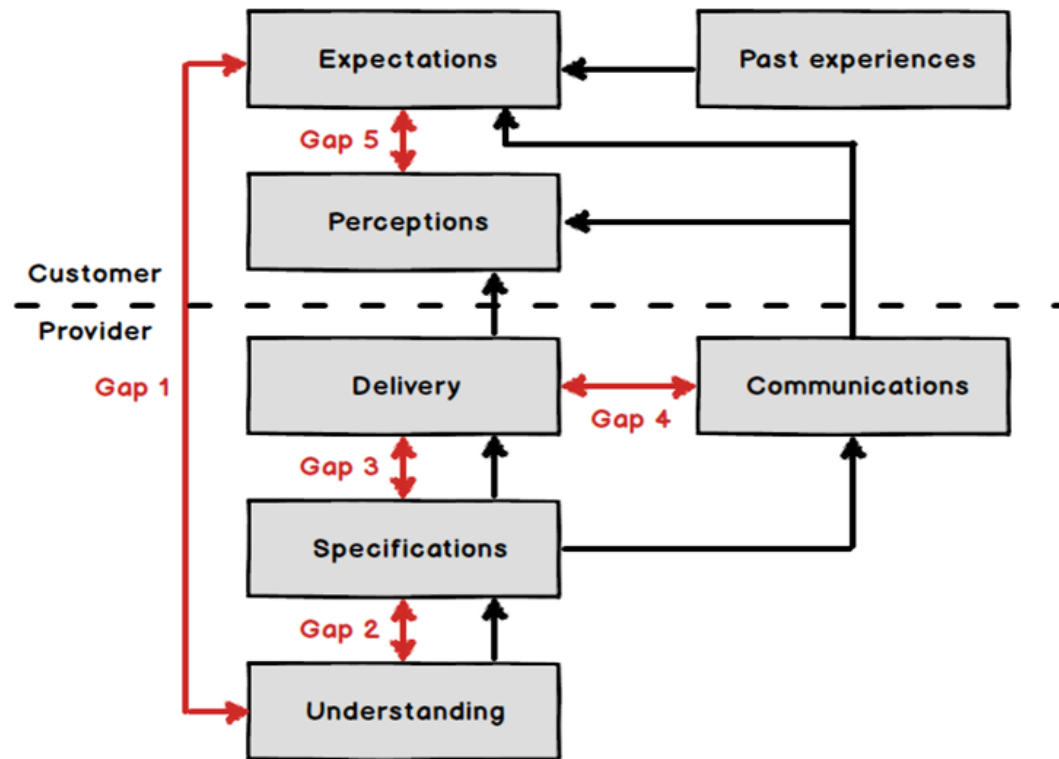 Expectations
Past experiences
Gap 5
Perceptions
Customer
Provider
Gap 1
Delivery
Communications
Gap 4
Gap 3
Specifications
Gap 2
Understanding